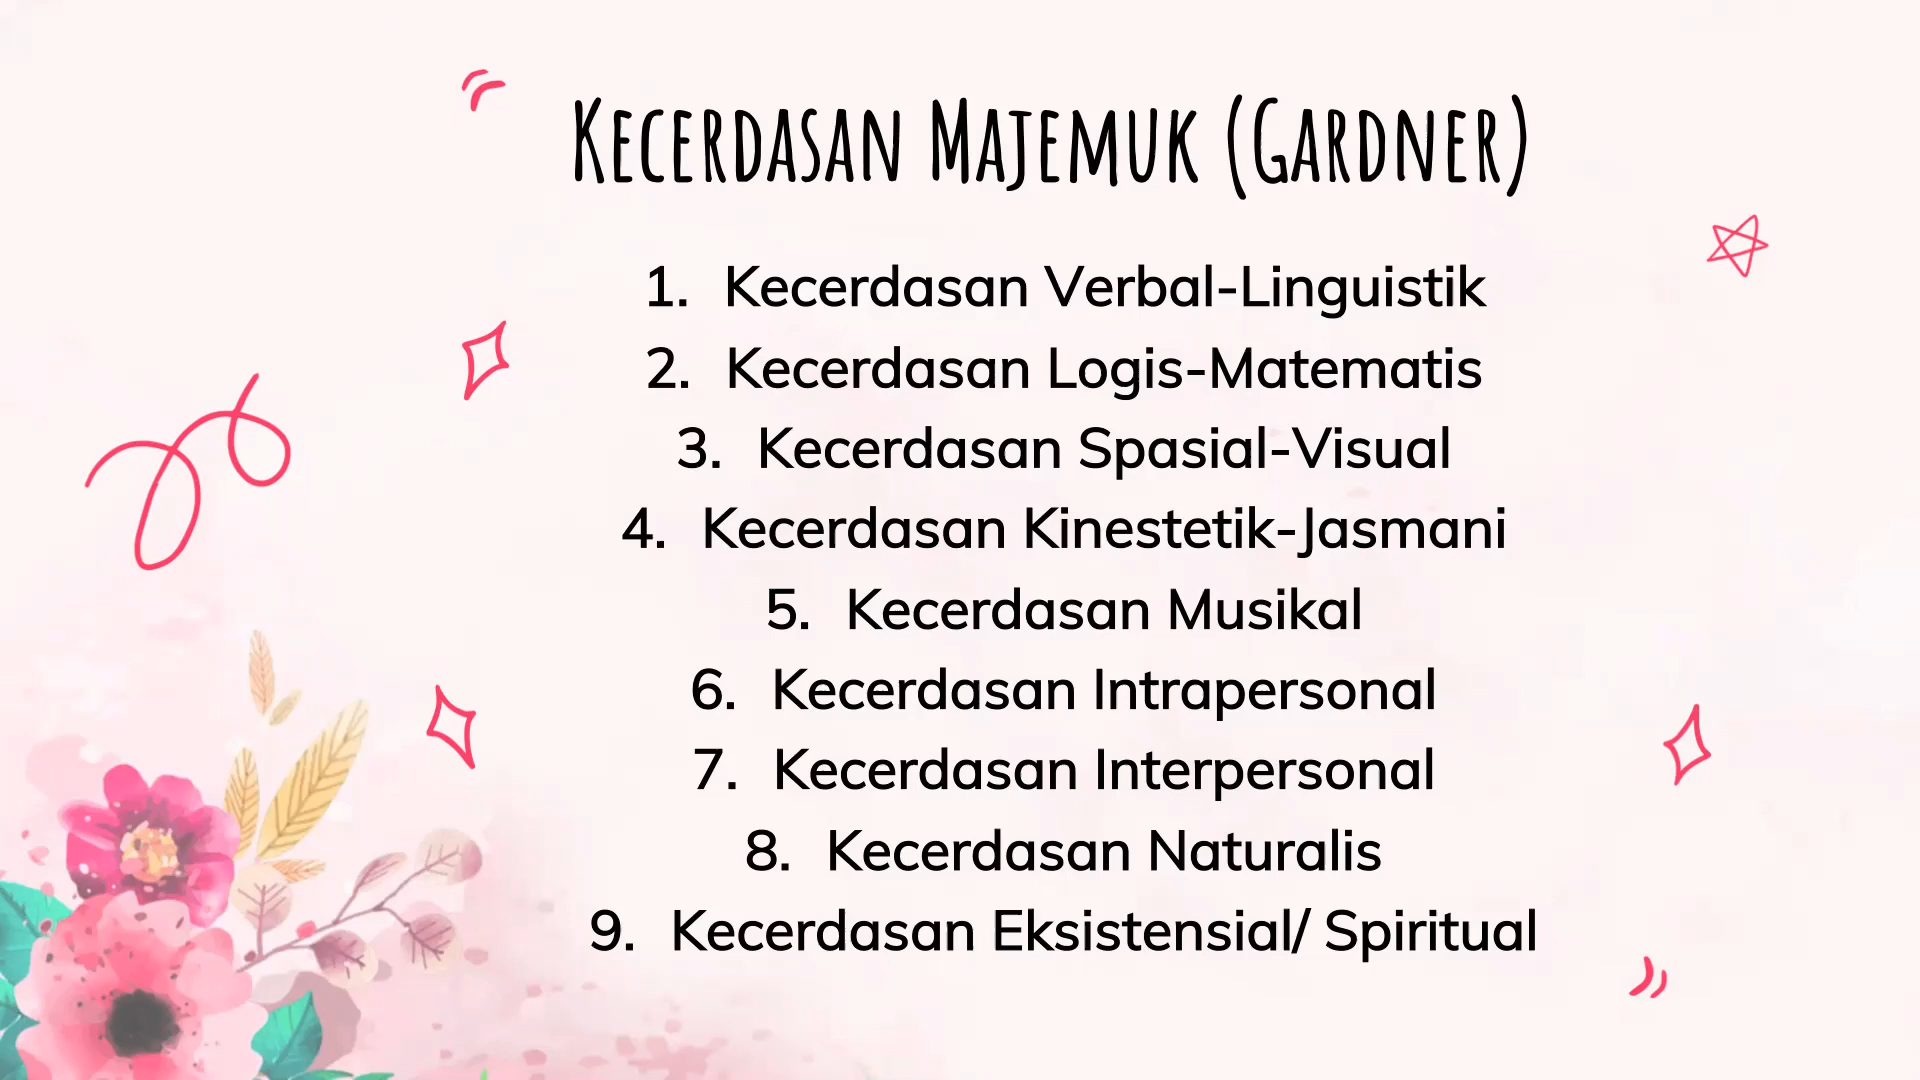 Kecerdasan Majemuk (Gardner)
1. Kecerdasan Verbal-Linguistik
2. Kecerdasan Logis-Matematis
3. Kecerdasan Spasial-Visual
4. Kecerdasan Kinestetik-Jasmani
5. Kecerdasan Musikal
6. Kecerdasan Intrapersonal
7. Kecerdasan Interpersonal
8. Kecerdasan Naturalis
9. Kecerdasan Eksistensial/ Spiritual